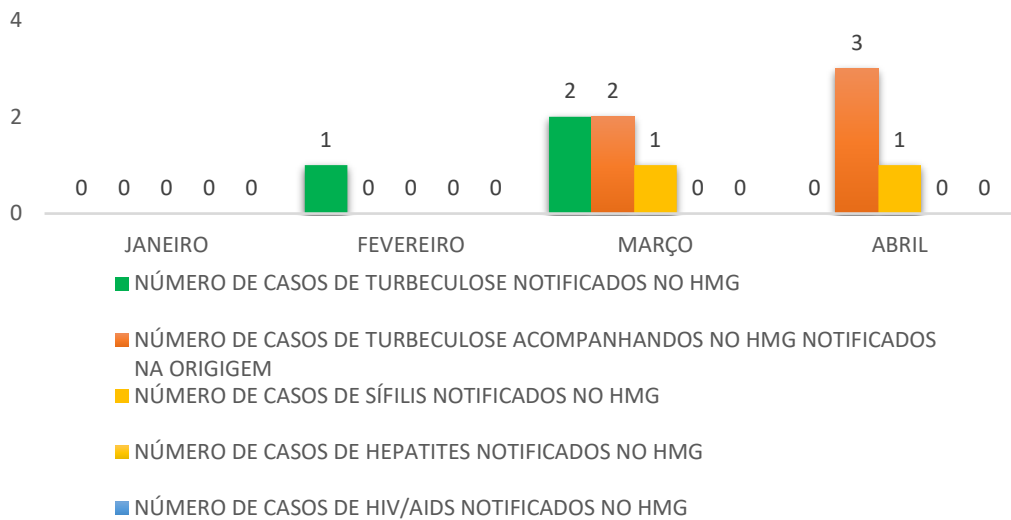 4
3
2 2
2
1 1 1
0 0 0 0 0 0 0 0 0 0 0 0 0 0
0
JANEIRO FEVEREIRO MARÇO ABRIL
NÚMERO DE CASOS DE TURBECULOSE NOTIFICADOS NO HMG
NÚMERO DE CASOS DE TURBECULOSE ACOMPANHANDOS NO HMG NOTIFICADOS
NA ORIGIGEM
NÚMERO DE CASOS DE SÍFILIS NOTIFICADOS NO HMG
NÚMERO DE CASOS DE HEPATITES NOTIFICADOS NO HMG
NÚMERO DE CASOS DE HIV/AIDS NOTIFICADOS NO HMG